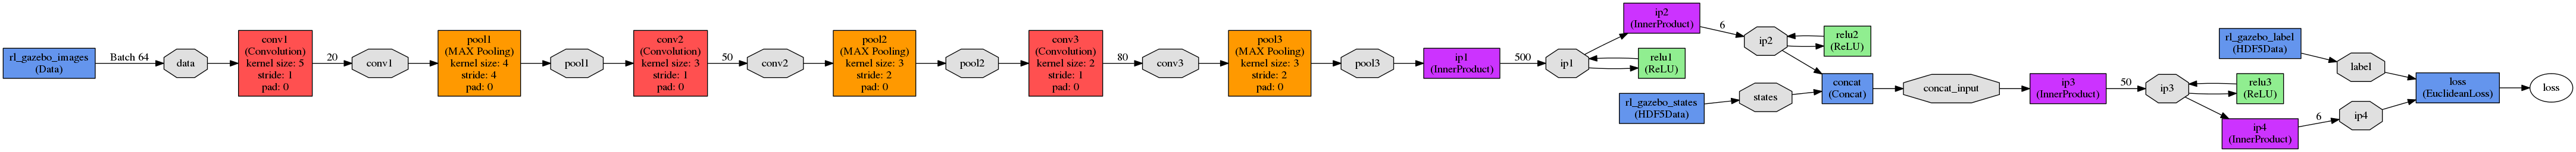 rl_gazebo_images
(Data)
Batch 64
data
conv1
(Convolution)
kernel size: 5
stride: 1
pad: 0
20
conv1
pool1
(MAX Pooling)
kernel size: 4
stride: 4
pad: 0
pool1
conv2
(Convolution)
kernel size: 3
stride: 1
pad: 0
50
conv2
pool2
(MAX Pooling)
kernel size: 3
stride: 2
pad: 0
pool2
conv3
(Convolution)
kernel size: 2
stride: 1
pad: 0
80
conv3
pool3
(MAX Pooling)
kernel size: 3
stride: 2
pad: 0
pool3
ip1
(InnerProduct)
500
ip1
relu1
(ReLU)
ip2
(InnerProduct)
6
ip2
relu2
(ReLU)
rl_gazebo_states
(HDF5Data)
states
concat
(Concat)
concat_input
ip3
(InnerProduct)
50
ip3
relu3
(ReLU)
ip4
(InnerProduct)
6
ip4
rl_gazebo_label
(HDF5Data)
label
loss
(EuclideanLoss)
loss